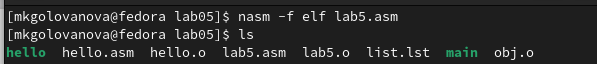 [mkgolovanova@fedora lab05]$ nasm -f elf lab5.asm
[mkgolovanova@fedora lab05]$ ls
hello  hello.asm  hello.o  lab5.asm  lab5.o  list.lst  main  obj.o